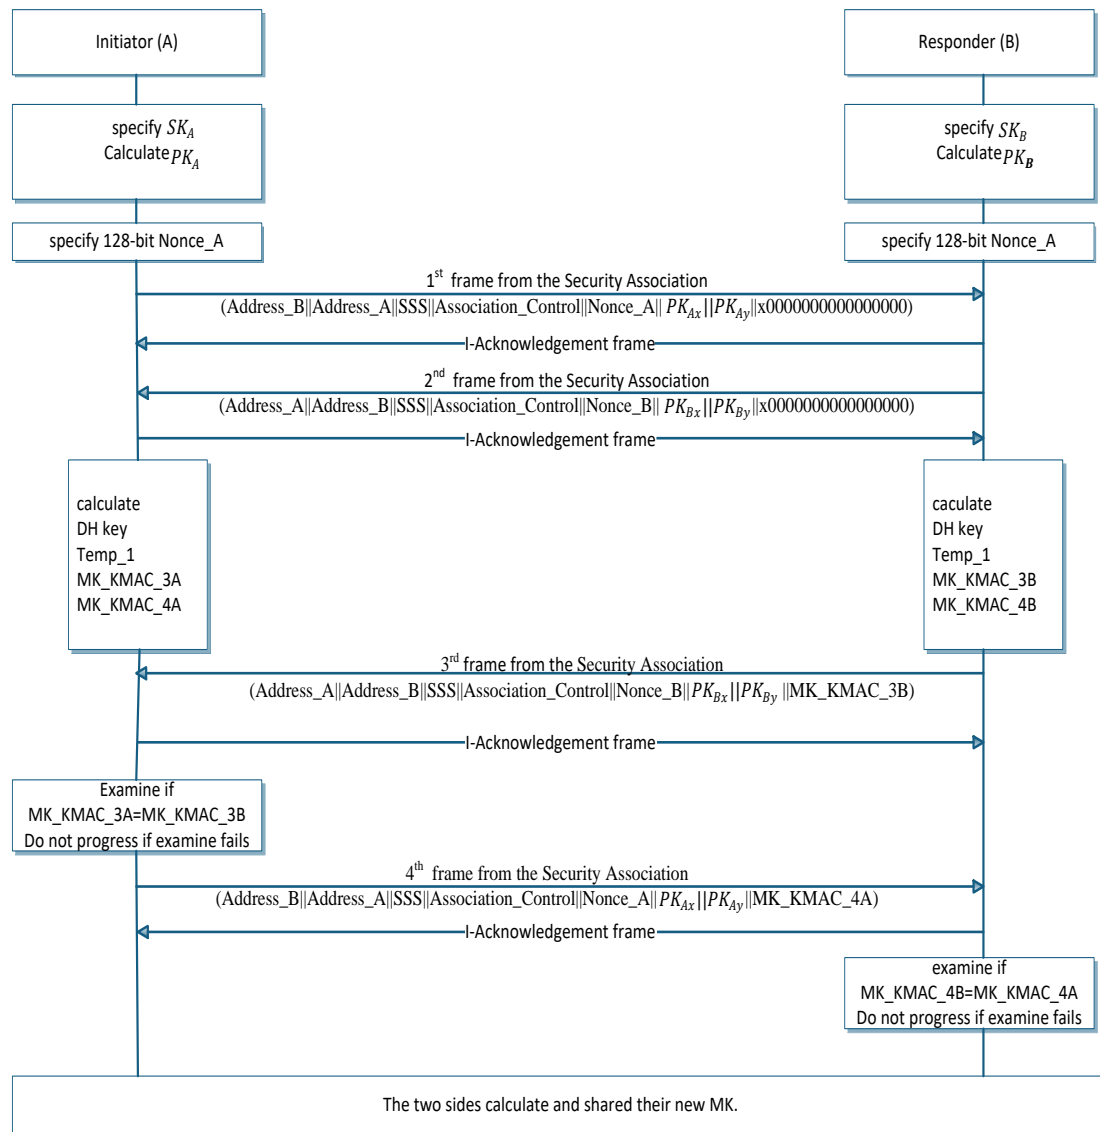 Initiator (A)
Responder (B)
specify SK_A
Calculate PK_A
specify SK_B
Calculate PK_B
specify 128-bit Nonce_A
specify 128-bit Nonce_A
1st frame from the Security Association
(Address_B||Address_A||SSS||Association_Control||Nonce_A|| PK_Ax||PK_Ay||x0000000000000000)
I-Acknowledgement frame
2nd frame from the Security Association
(Address_A||Address_B||SSS||Association_Control||Nonce_B|| PK_Bx||PK_By||x0000000000000000)
I-Acknowledgement frame
calculate
DH key
Temp_1
MK_KMAC_3A
MK_KMAC_4A
caculate
DH key
Temp_1
MK_KMAC_3B
MK_KMAC_4B
3rd frame from the Security Association
(Address_A||Address_B||SSS||Association_Control||Nonce_B||PK_Bx||PK_By ||MK_KMAC_3B)
I-Acknowledgement frame
Examine if
MK_KMAC_3A=MK_KMAC_3B
Do not progress if examine fails
4th frame from the Security Association
(Address_B||Address_A||SSS||Association_Control||Nonce_A||PK_Ax||PK_Ay||MK_KMAC_4A)
I-Acknowledgement frame
examine if
MK_KMAC_4B=MK_KMAC_4A
Do not progress if examine fails
The two sides calculate and shared their new MK.